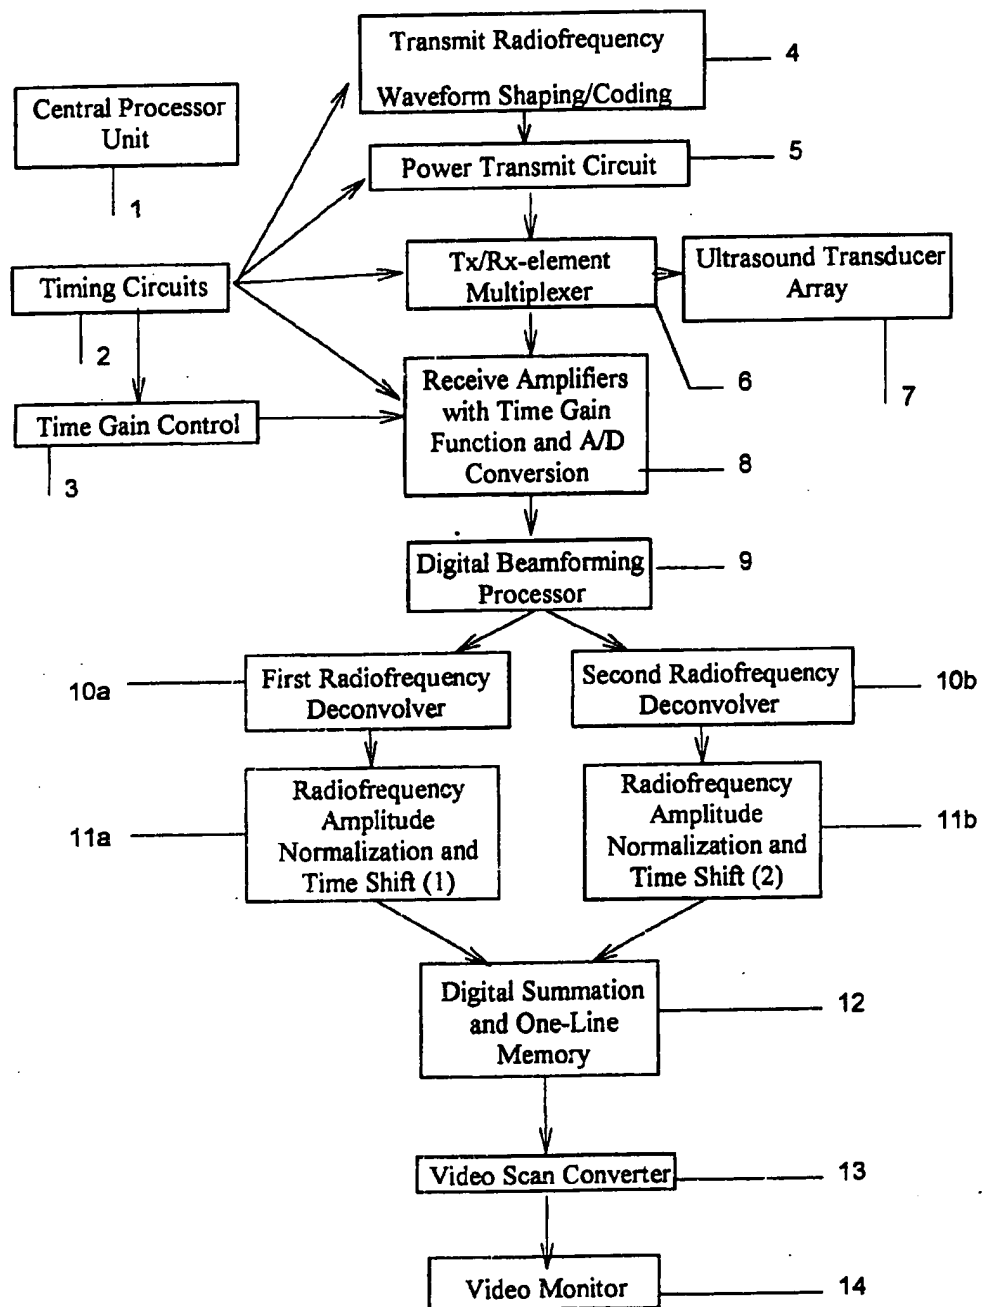 Transmit Radiofrequency
Waveform Shaping/Coding
4
Central Processor
Unit
1
Power Transmit Circuit
5
Tx/Rx-element
Multiplexer
6
Ultrasound Transducer
Array
7
Timing Circuits
2
Time Gain Control
3
Receive Amplifiers
with Time Gain
Function and A/D
Conversion
8
Digital Beamforming
Processor
9
10a
First Radiofrequency
Deconvolver
Second Radiofrequency
Deconvolver
10b
11a
Radiofrequency
Amplitude
Normalization and
Time Shift (1)
Radiofrequency
Amplitude
Normalization and
Time Shift (2)
11b
Digital Summation
and One-Line
Memory
12
Video Scan Converter
13
Video Monitor
14